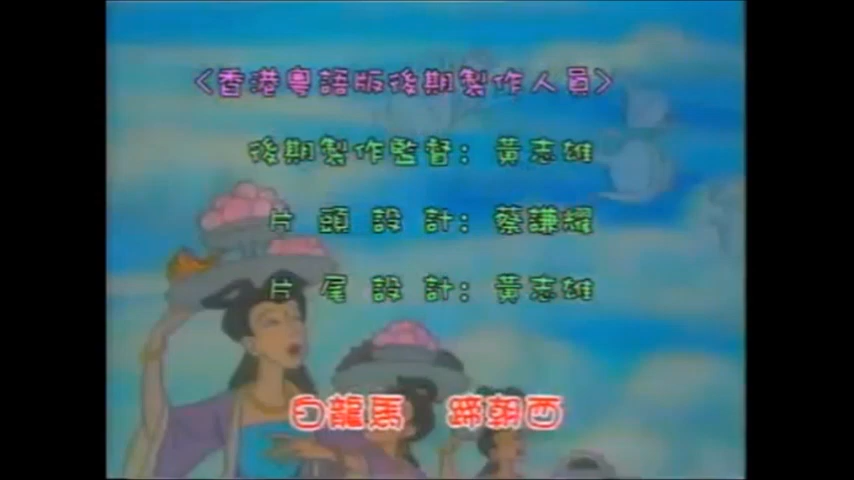 <香港粵語版後期製作人員>
後期製作監督: 黃志雄
片頭設計: 蔡謙耀
片尾設計: 黃志雄
白龍馬 蹄朝西